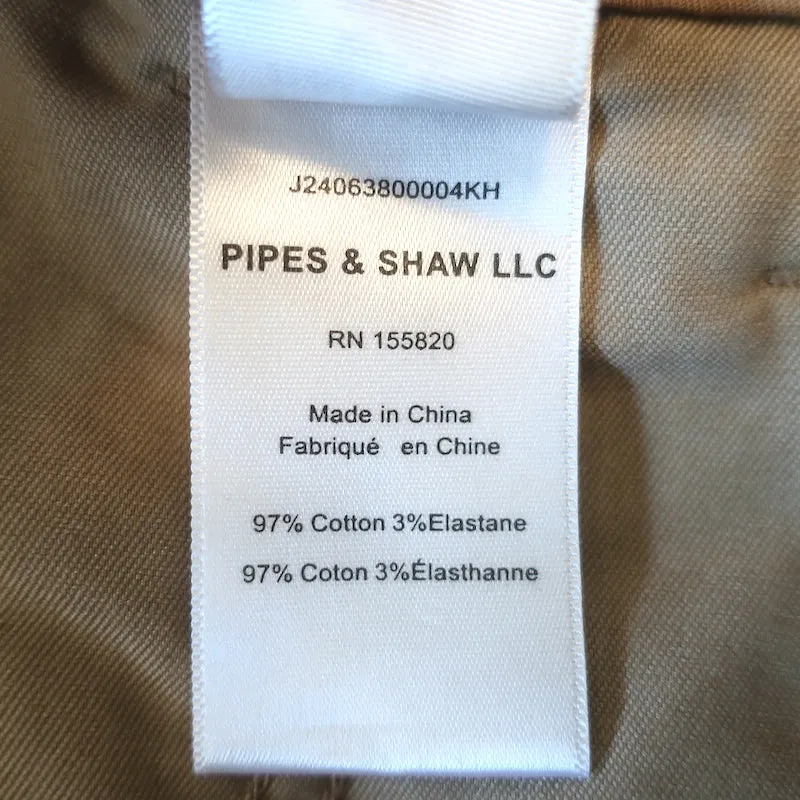 J24063800004KH
PIPES & SHAW LLC
RN 155820
Made in China
Fabriqué en Chine
97% Cotton 3%Elastane
97% Coton 3%Élasthanne